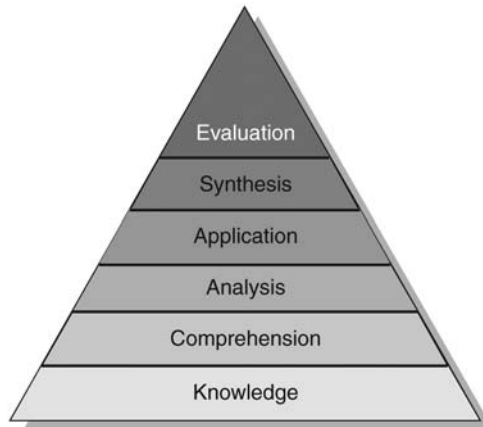 Evaluation
Synthesis
Application
Analysis
Comprehension
Knowledge